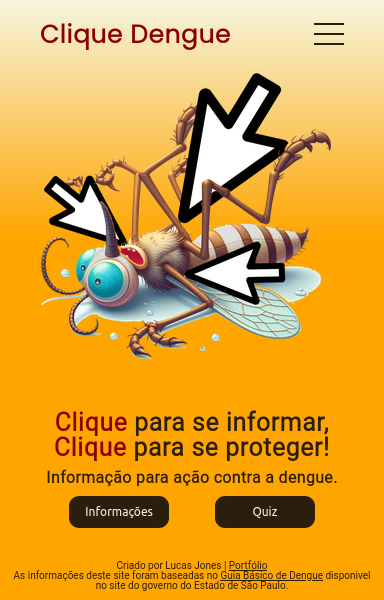 Clique Dengue
Clique para se informar,
Clique para se proteger!
Informação para ação contra a dengue.
Informações
Quiz
Criado por Lucas Jones | Portfólio
As informações deste site foram baseadas no Guia Básico de Dengue disponivel
no site do governo do Estado de São Paulo.